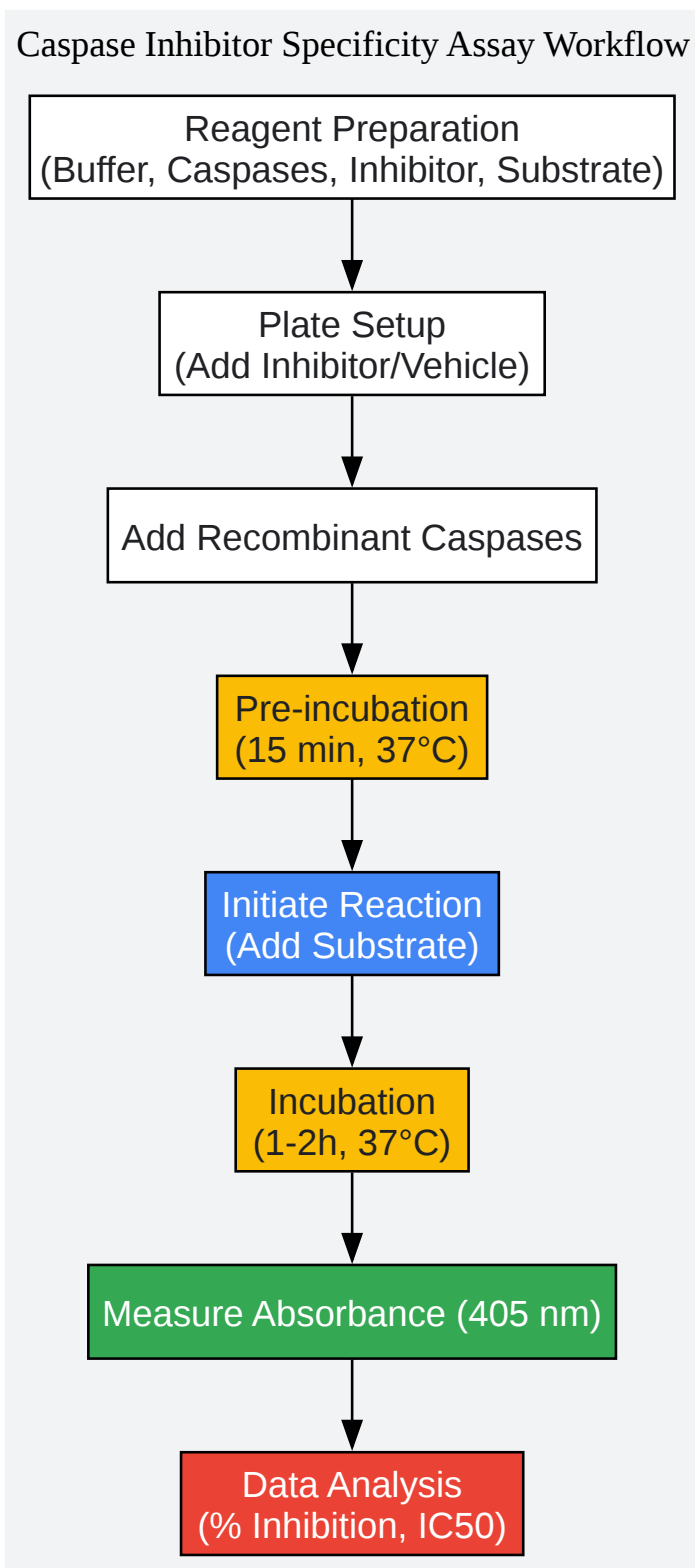 Caspase Inhibitor Specificity Assay Workflow
Reagent Preparation
(Buffer, Caspases, Inhibitor, Substrate)
Plate Setup
(Add Inhibitor/Vehicle)
Add Recombinant Caspases
Pre-incubation
(15 min, 37°C)
Initiate Reaction
(Add Substrate)
Incubation
(1-2h, 37°C)
Measure Absorbance (405 nm)
Data Analysis
(% Inhibition, IC50)